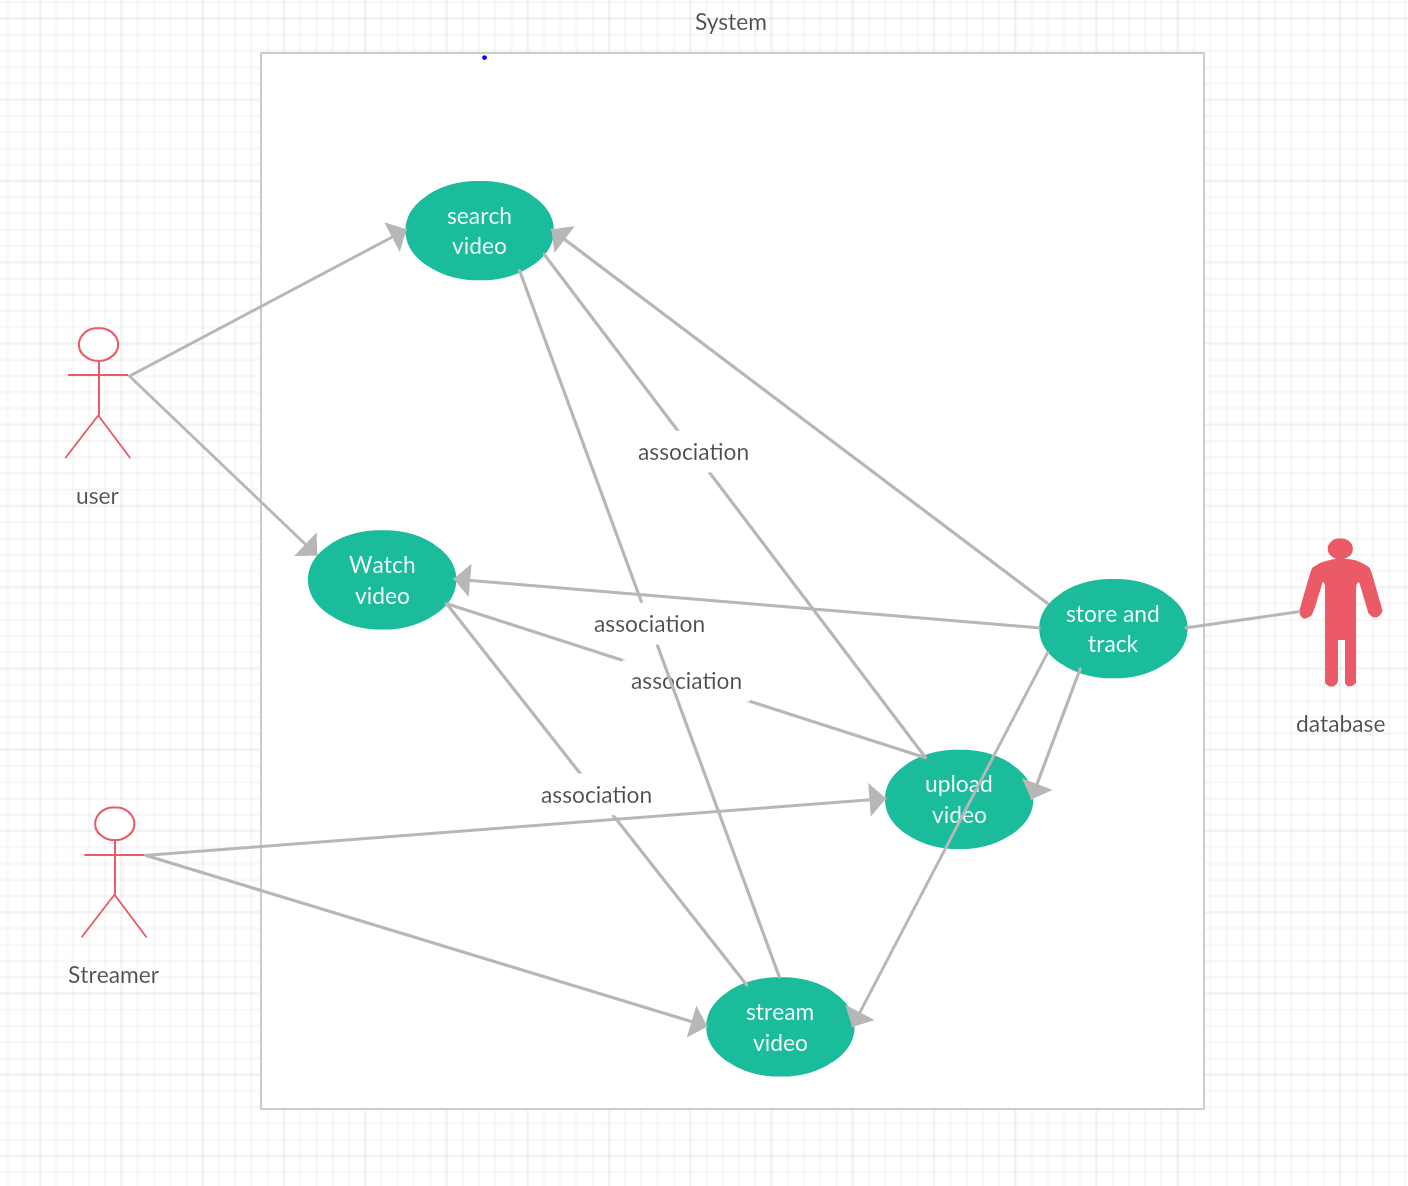 System
search
video
association
user
Watch
video
association
store and
track
association
database
upload
video
association
Streamer
stream
video